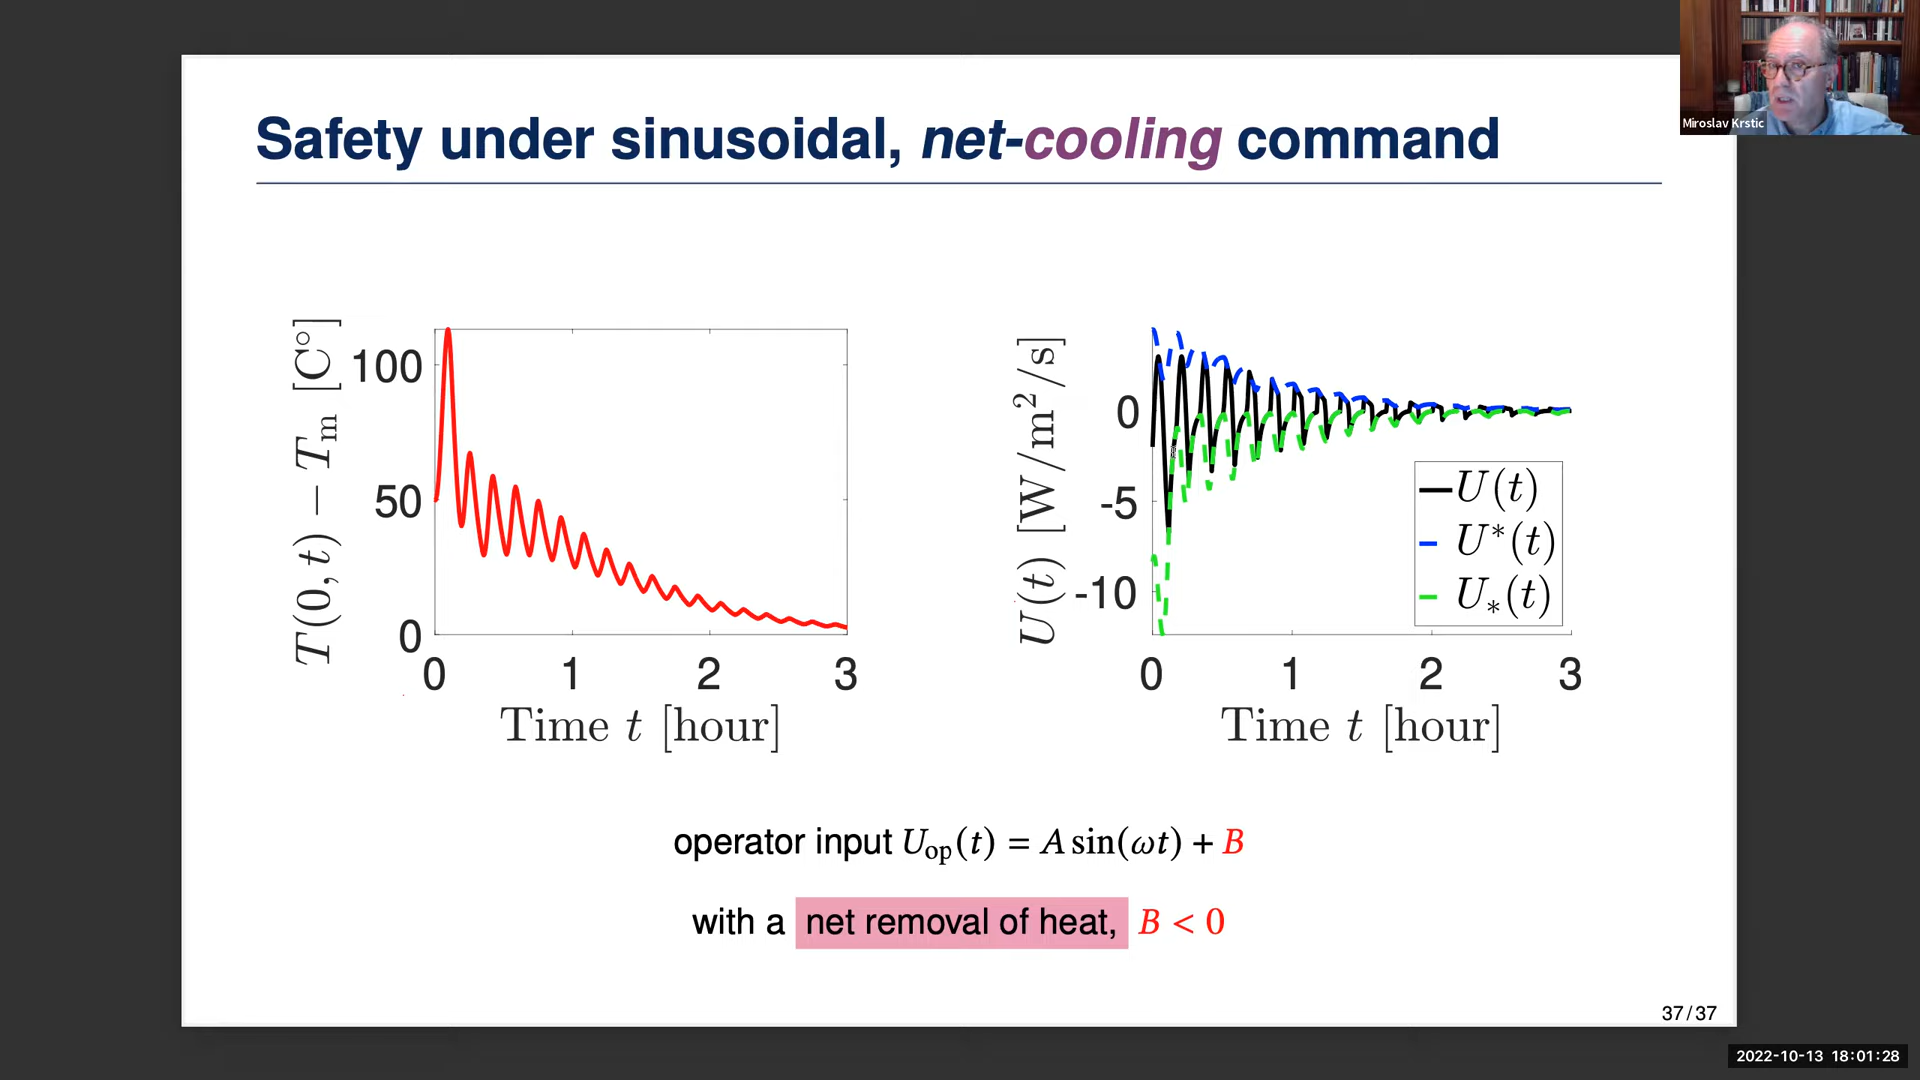 Miroslav Krstic
Safety under sinusoidal, net-cooling command
T(0, t) − Tm [C°]
100
50
0
0 1 2 3
Time t [hour]
U(t) [W/m²/s]
0
-5
-10
U(t)
U*(t)
U∗(t)
0 1 2 3
Time t [hour]
operator input Uop(t) = A sin(ωt) + B
with a net removal of heat, B < 0
37/37
2022-10-13 18:01:28